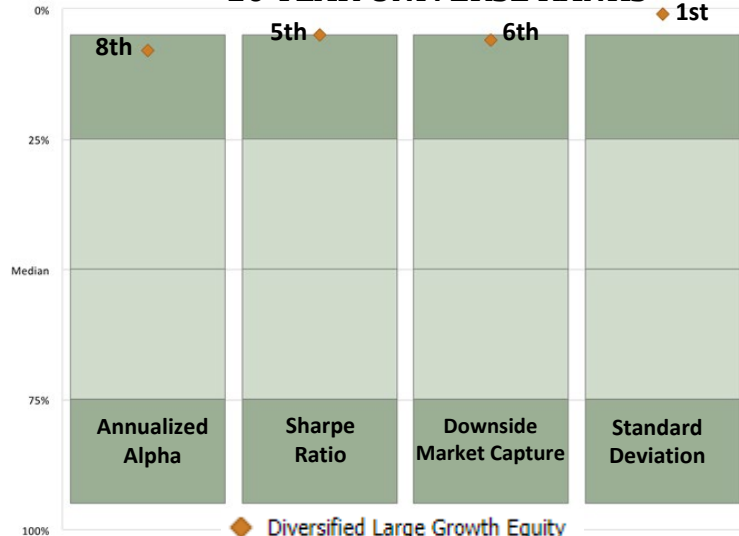 0%
8th
5th
6th
1st
25%
Median
75%
Annualized
Alpha
Sharpe
Ratio
Downside
Market Capture
Standard
Deviation
100%
Diversified Large Growth Equity